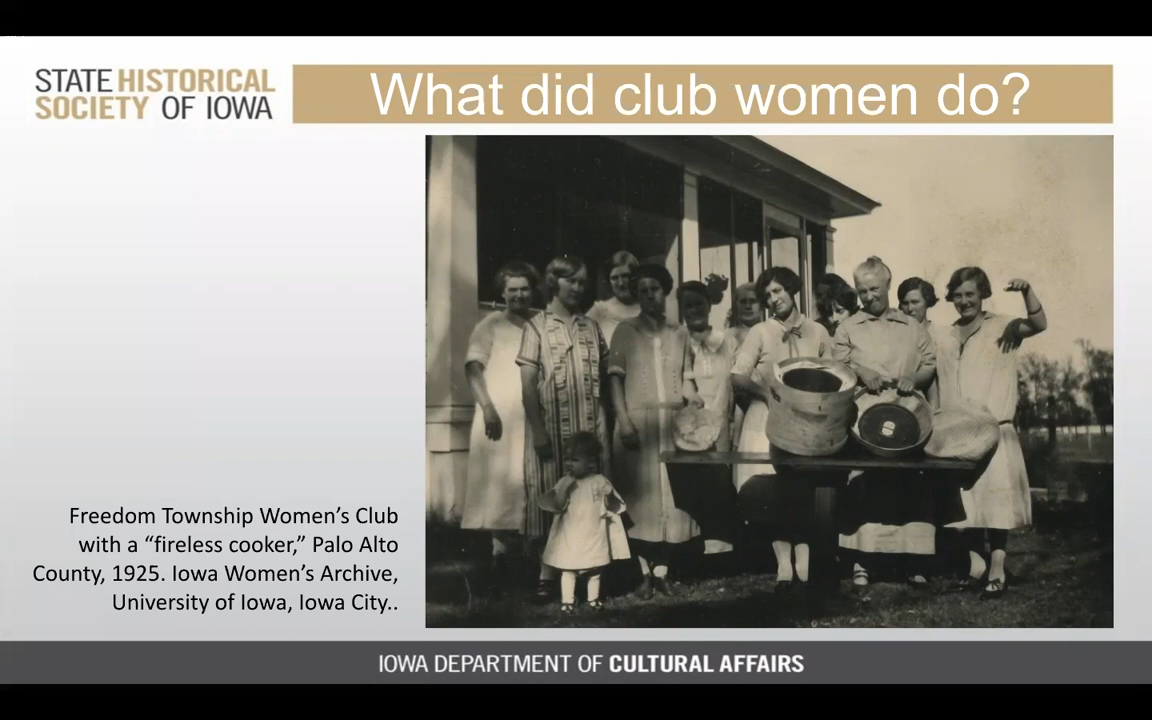 STATE HISTORICAL
SOCIETY OF IOWA
What did club women do?
Freedom Township Women’s Club
with a “fireless cooker,” Palo Alto
County, 1925. Iowa Women’s Archive,
University of Iowa, Iowa City..
IOWA DEPARTMENT OF CULTURAL AFFAIRS